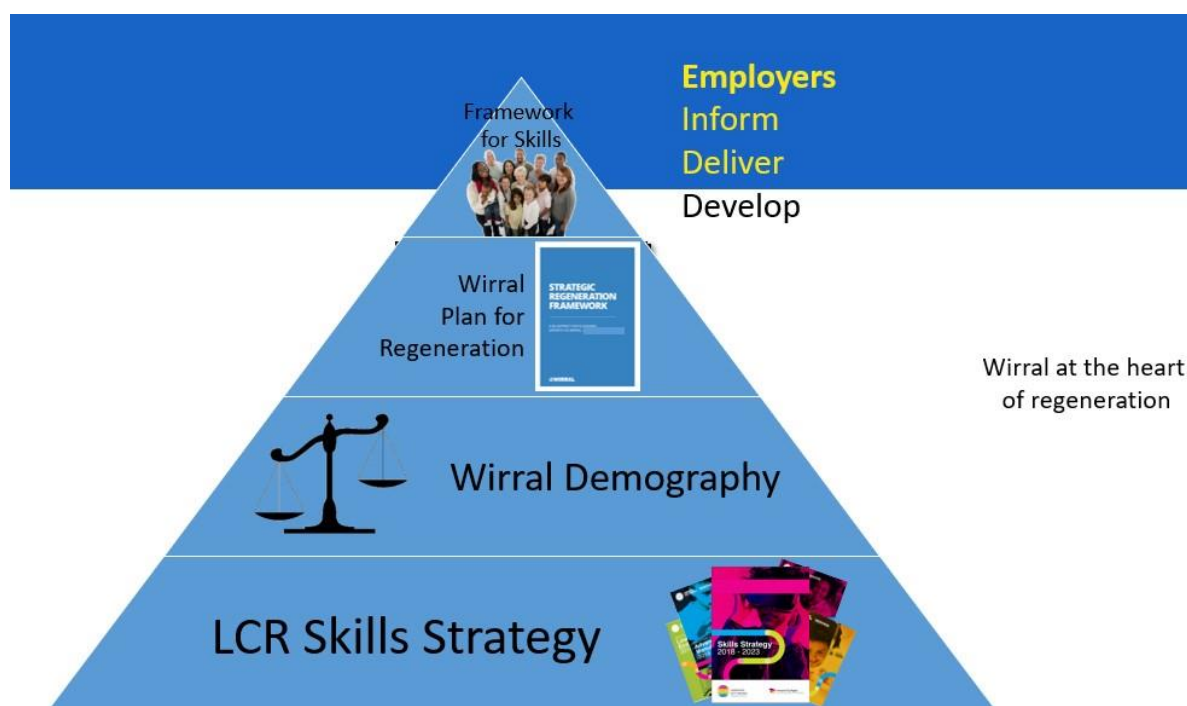 Framework
for Skills
Employers
Inform
Deliver
Develop
Wirral
Plan for
Regeneration
STRATEGIC
REGENERATION
FRAMEWORK
Wirral at the heart
of regeneration
Wirral Demography
LCR Skills Strategy
Skills Strategy
2018 - 2023